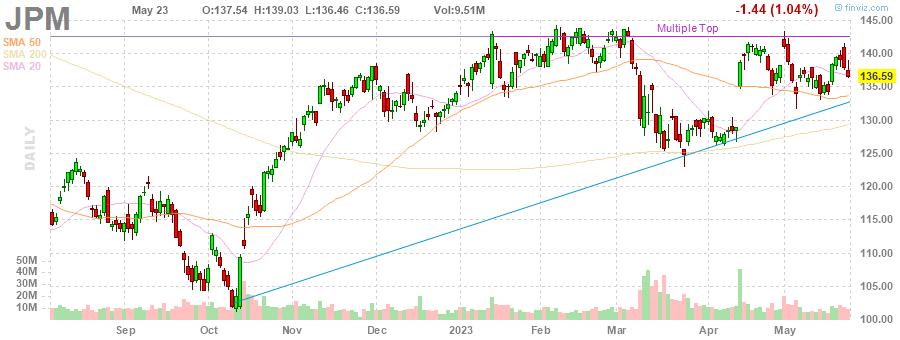 JPM May 23 O:137.54 H:139.03 L:136.46 C:136.59 Vol:9.51M -1.44 (1.04%)
© finviz.com
Multiple Top
SMA 50
SMA 200
SMA 20
DAILY
145.00
140.00
136.59
135.00
130.00
125.00
120.00
115.00
110.00
105.00
100.00
50M
40M
30M
20M
10M
Sep Oct Nov Dec 2023 Feb Mar Apr May